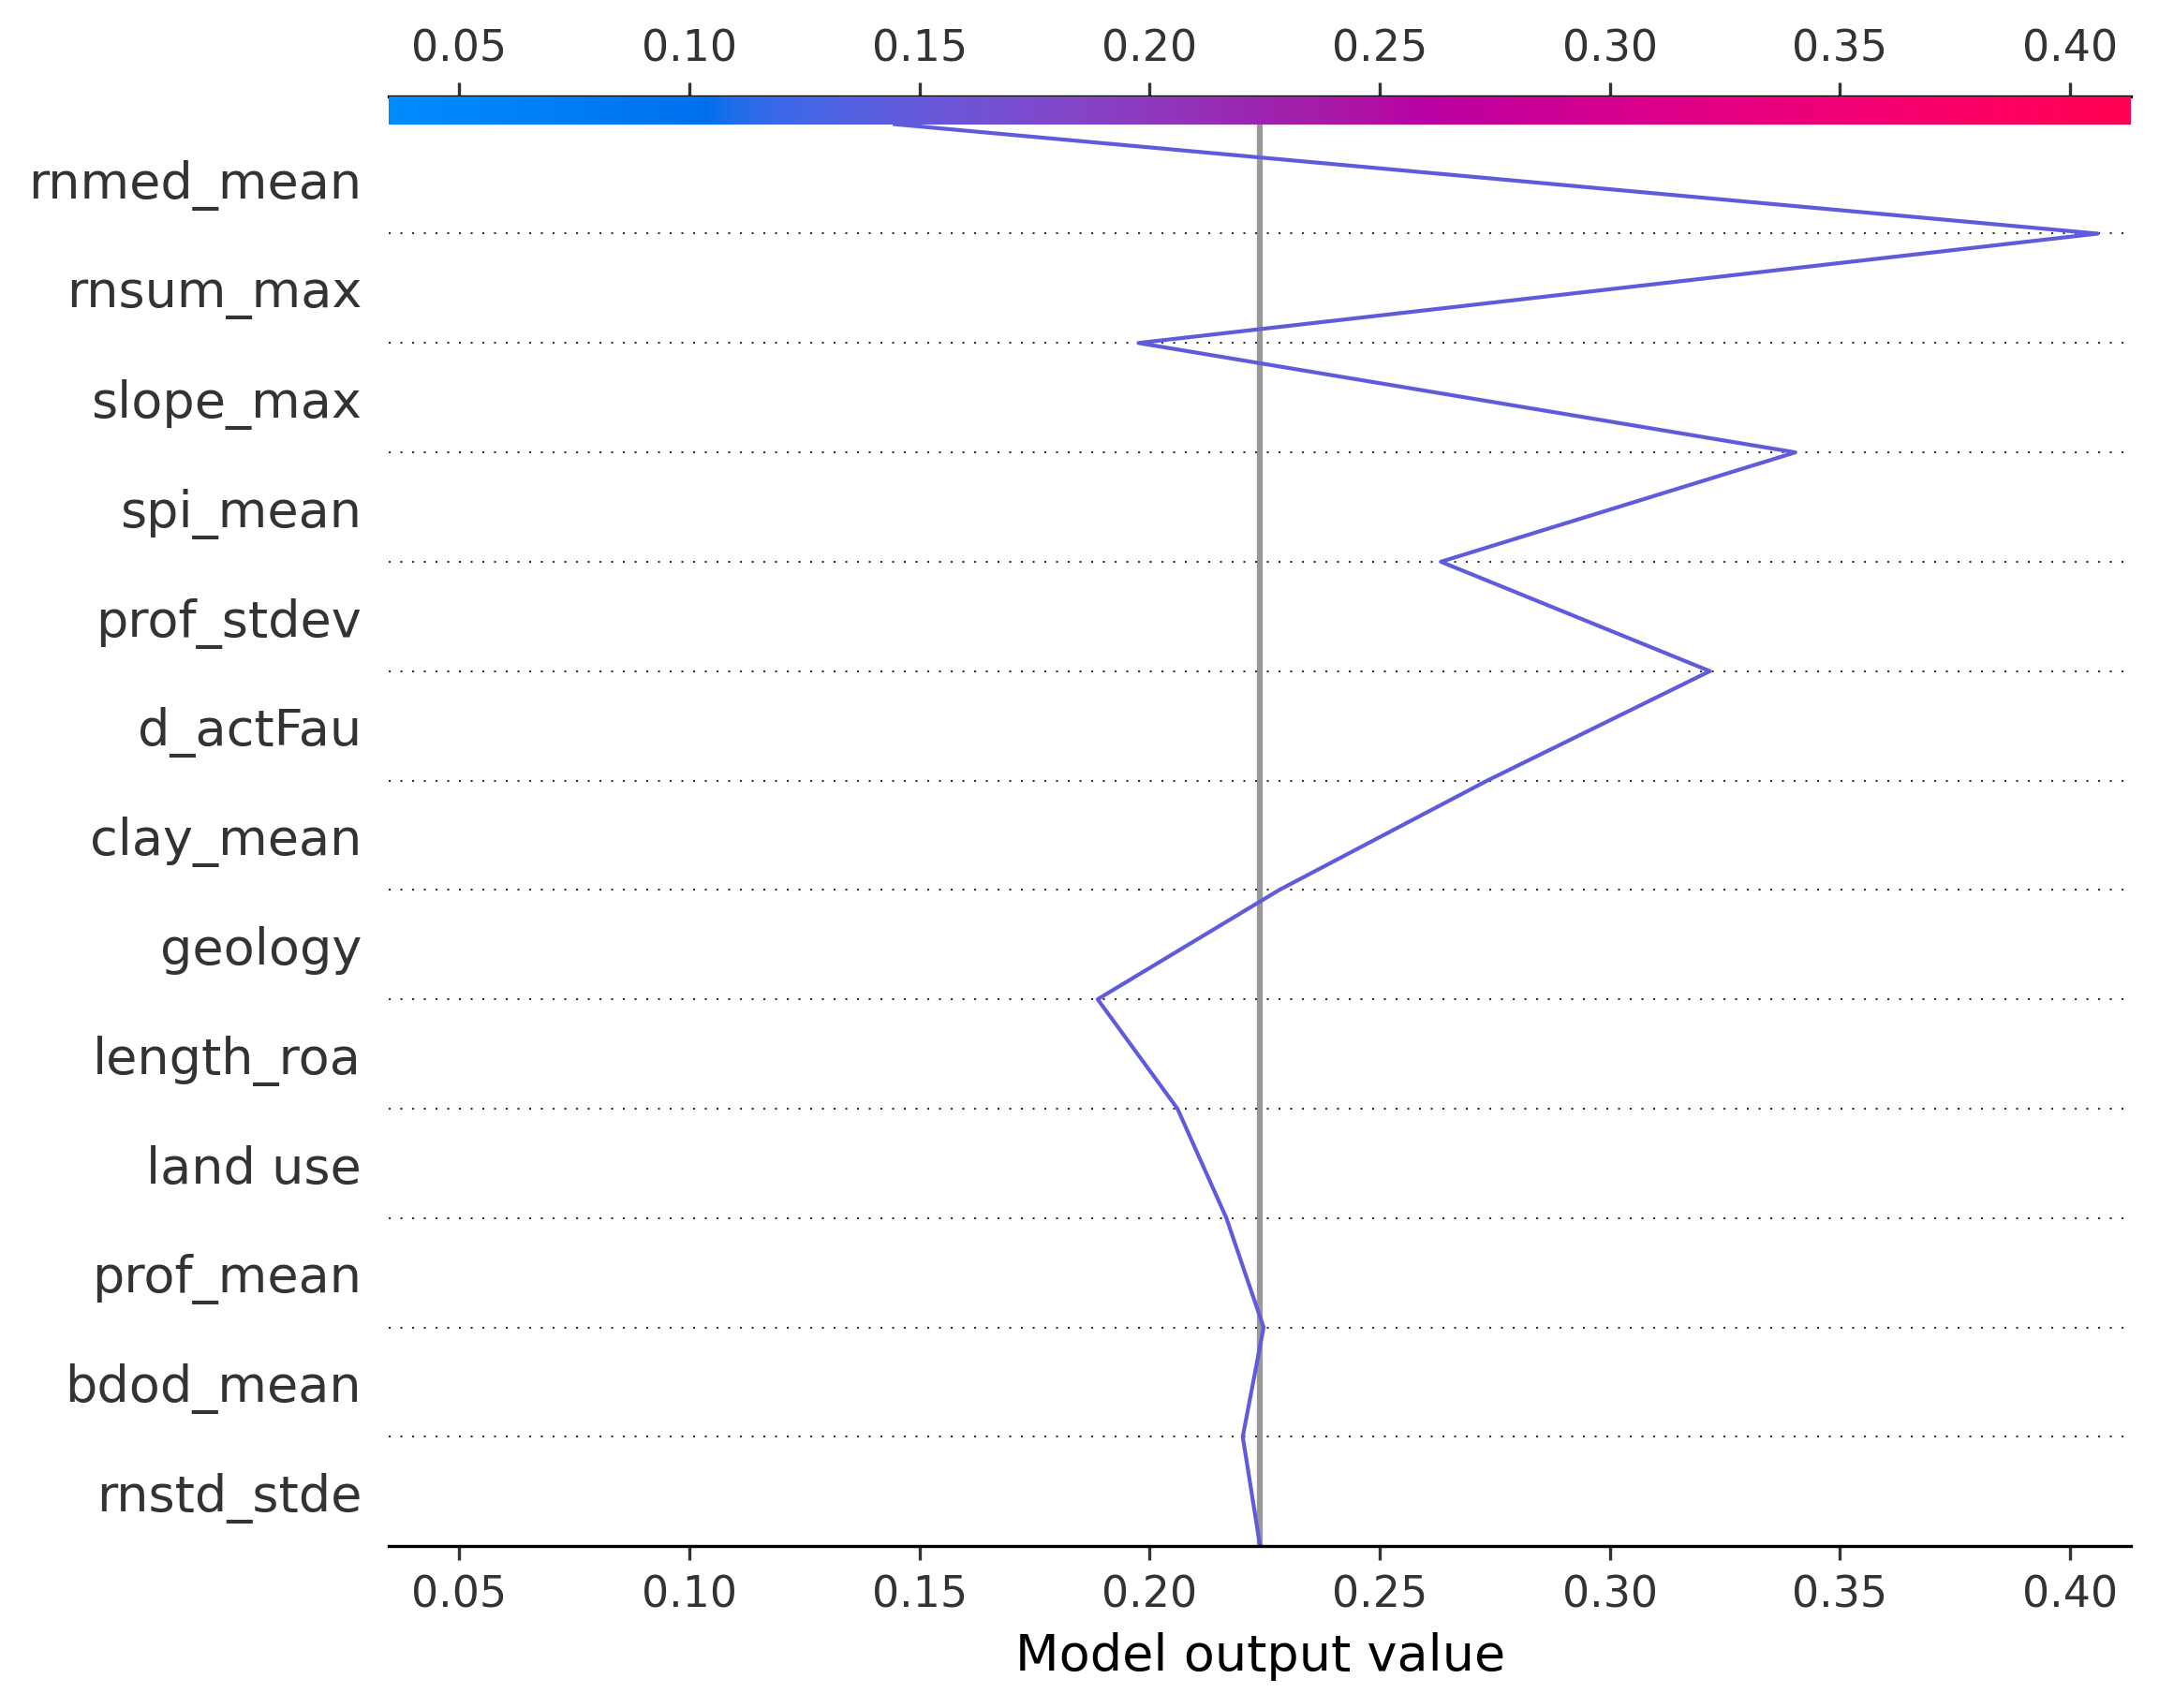 0.05 0.10 0.15 0.20 0.25 0.30 0.35 0.40
rnmed_mean
rnsum_max
slope_max
spi_mean
prof_stdev
d_actFau
clay_mean
geology
length_roa
land use
prof_mean
bdod_mean
rnstd_stde
0.05 0.10 0.15 0.20 0.25 0.30 0.35 0.40
Model output value